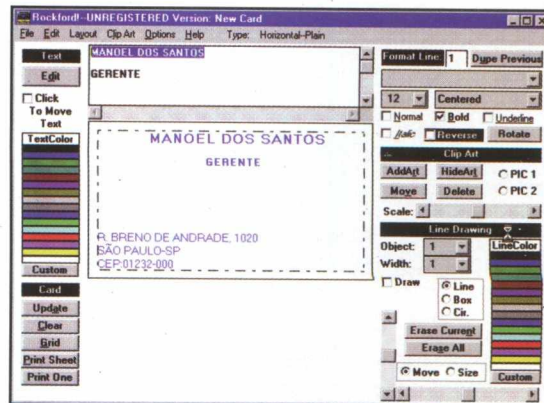 Rockford!--UNREGISTERED Version: New Card
File Edit Layout Clip Art Options Help Type: Horizontal-Plain
Text
Edit
Click
To Move
Text
TextColor
Custom
Card
Update
Clear
Grid
Print Sheet
Print One
MANOEL DOS SANTOS
GERENTE
MANOEL DOS SANTOS
GERENTE
R. BRENO DE ANDRADE, 1020
SÃO PAULO-SP
CEP:01232-000
Format Line: 1 Dype Previous
12 Centered
Normal Bold Underline
Italic Reverse Rotate
Clip Art
AddArt HideArt PIC 1
Move Delete PIC 2
Scale:
Line Drawing
Object: 1 LineColor
Width: 1
Draw Line
Box
Cir.
Erase Current
Erase All
Move Size Custom